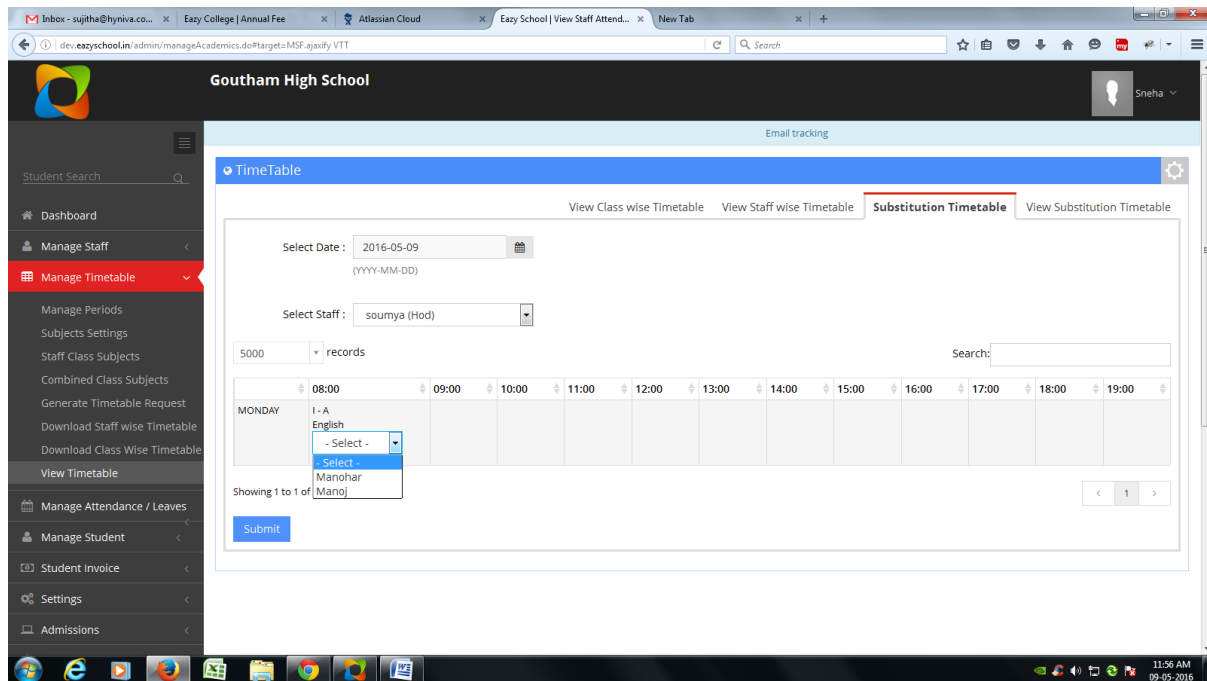 Inbox - sujitha@hyniva.co... × Eazy College | Annual Fee × Atlassian Cloud × Eazy School | View Staff Attend... × New Tab × +
dev.eazyschool.in/admin/manageAcademics.do#target=MSF.ajaxify VTT Search
Goutham High School
Sneha
Email tracking
Student Search
TimeTable
View Class wise Timetable View Staff wise Timetable Substitution Timetable View Substitution Timetable
Dashboard
Manage Staff
Manage Timetable
Manage Periods
Subjects Settings
Staff Class Subjects
Combined Class Subjects
Generate Timetable Request
Download Staff wise Timetable
Download Class Wise Timetable
View Timetable
Manage Attendance / Leaves
Manage Student
Student Invoice
Settings
Admissions
Select Date : 2016-05-09
(YYYY-MM-DD)
Select Staff : soumya (Hod)
5000 records Search:
08:00 09:00 10:00 11:00 12:00 13:00 14:00 15:00 16:00 17:00 18:00 19:00
MONDAY I - A
English
- Select -
- Select -
Manohar
Manoj
Showing 1 to 1 of
< 1 >
Submit
11:56 AM
09-05-2016